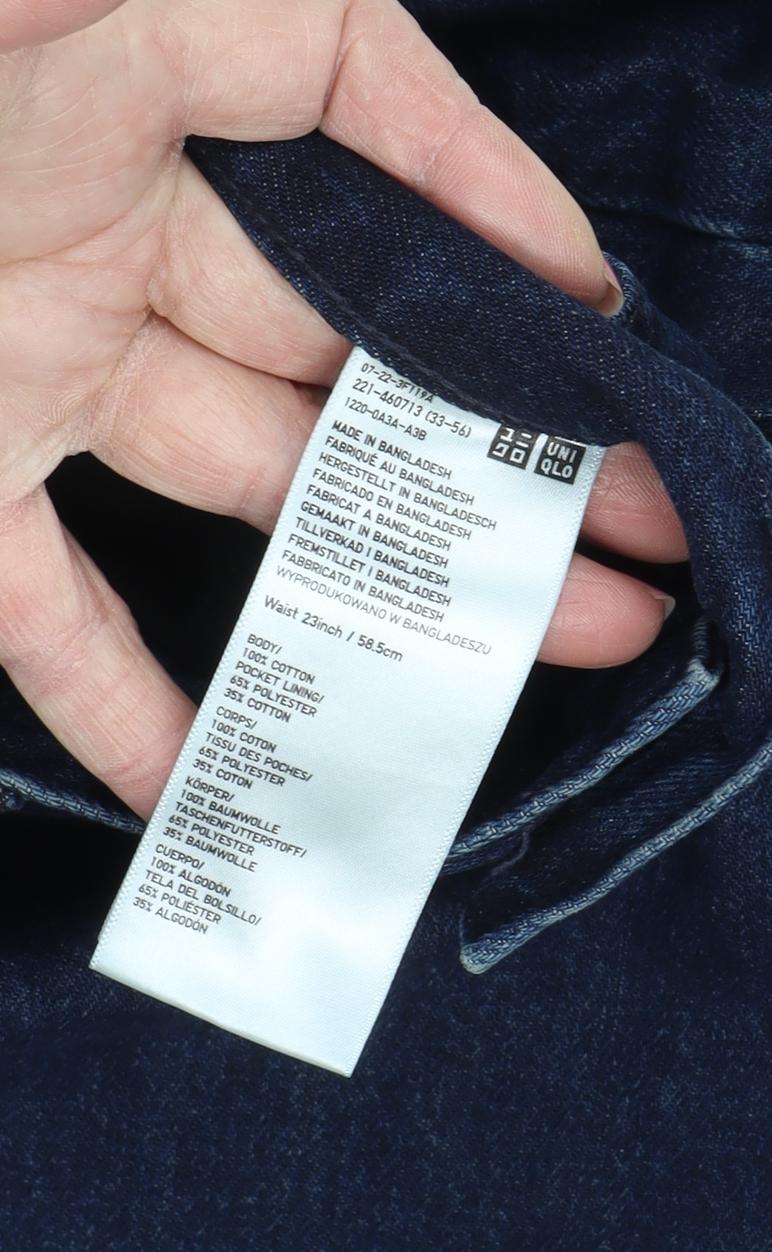 07-22-3F119A
221-460713 (33-56)
1220-0A3A-A3B
UNI
QLO
MADE IN BANGLADESH
FABRIQUÉ AU BANGLADESH
HERGESTELLT IN BANGLADESCH
FABRICADO EN BANGLADESH
FABRICAT A BANGLADESH
GEMAAKT IN BANGLADESH
TILLVERKAD I BANGLADESH
FREMSTILLET I BANGLADESH
FABBRICATO IN BANGLADESH
WYPRODUKOWANO W BANGLADESZU
Waist 23inch / 58.5cm
BODY/
100% COTTON
POCKET LINING/
65% POLYESTER
35% COTTON
CORPS/
100% COTON
TISSU DES POCHES/
65% POLYESTER
35% COTON
KÖRPER/
100% BAUMWOLLE
TASCHENFUTTERSTOFF/
65% POLYESTER
35% BAUMWOLLE
CUERPO/
100% ALGODÓN
TELA DEL BOLSILLO/
65% POLIÉSTER
35% ALGODÓN